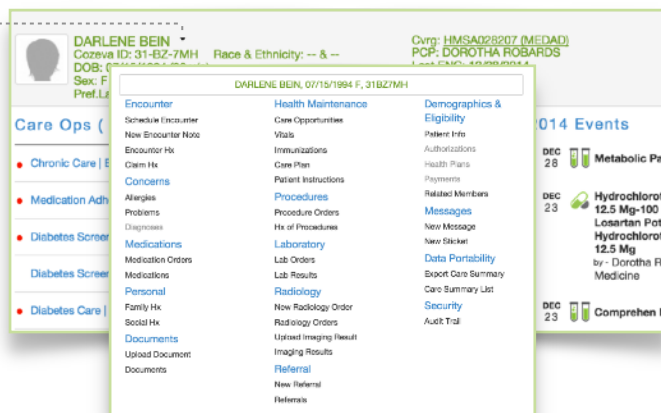 DARLENE BEIN
Cozeva ID: 31-BZ-7MH Race & Ethnicity: -- & --
DOB:
Sex: F
Pref.La
Cvrg: HMSA028207 (MEDAD)
PCP: DOROTHA ROBARDS
DARLENE BEIN, 07/15/1994 F, 31BZ7MH
Care Ops (
Chronic Care | E
Medication Adh
Diabetes Screer
Diabetes Screer
Diabetes Care |
Encounter
Schedule Encounter
New Encounter Note
Encounter Hx
Claim Hx
Concerns
Allergies
Problems
Diagnoses
Medications
Medication Orders
Medications
Personal
Family Hx
Social Hx
Documents
Upload Document
Documents
Health Maintenance
Care Opportunities
Vitals
Immunizations
Care Plan
Patient Instructions
Procedures
Procedure Orders
Hx of Procedures
Laboratory
Lab Orders
Lab Results
Radiology
New Radiology Order
Radiology Orders
Upload Imaging Result
Imaging Results
Referral
New Referral
Referrals
Demographics &
Eligibility
Patient Info
Authorizations
Health Plans
Payments
Related Members
Messages
New Message
New Sticket
Data Portability
Export Care Summary
Care Summary List
Security
Audit Trail
2014 Events
DEC
28
Metabolic Pa
DEC
23
Hydrochlorot
12.5 Mg-100
Losartan Pot
Hydrochlorot
12.5 Mg
by - Dorotha R
Medicine
DEC
23
Comprehen